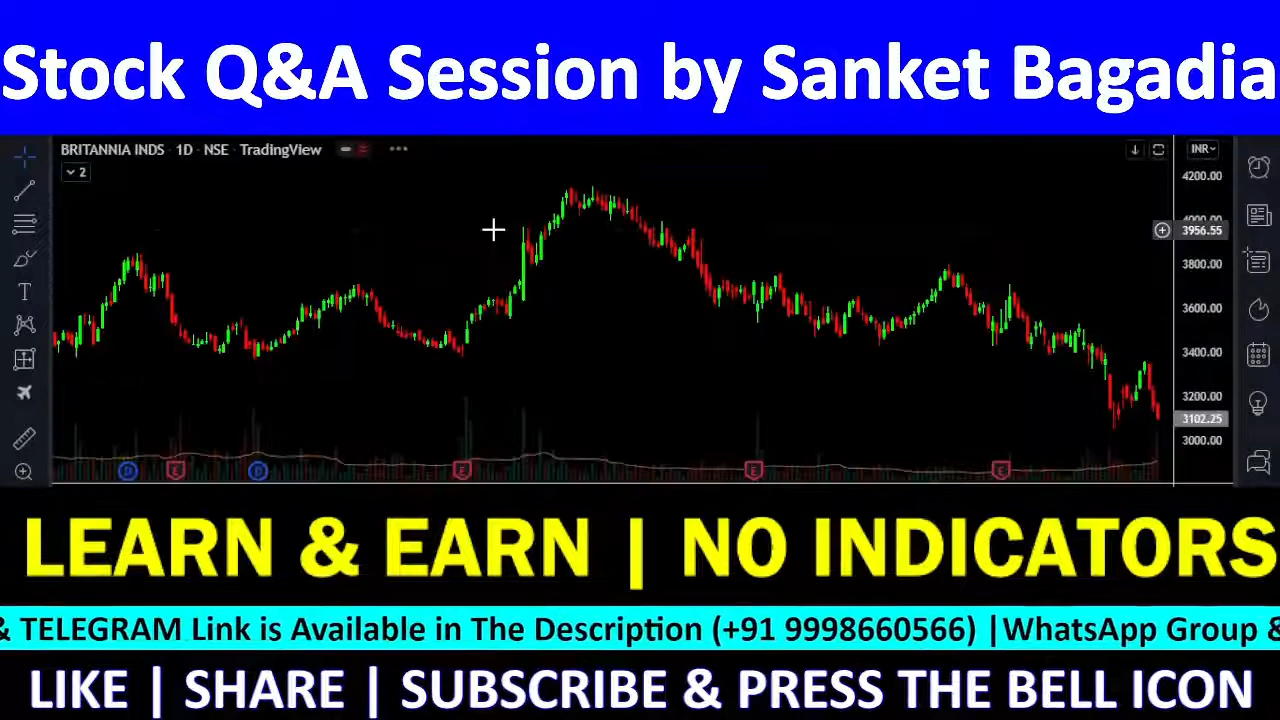 Stock Q&A Session by Sanket Bagadia
BRITANNIA INDS · 1D · NSE TradingView
INR
2
4200.00
4000.00
3956.55
3800.00
3600.00
3400.00
3200.00
3102.25
3000.00
D E D E E E
LEARN & EARN | NO INDICATORS
& TELEGRAM Link is Available in The Description (+91 9998660566) |WhatsApp Group &
LIKE | SHARE | SUBSCRIBE & PRESS THE BELL ICON